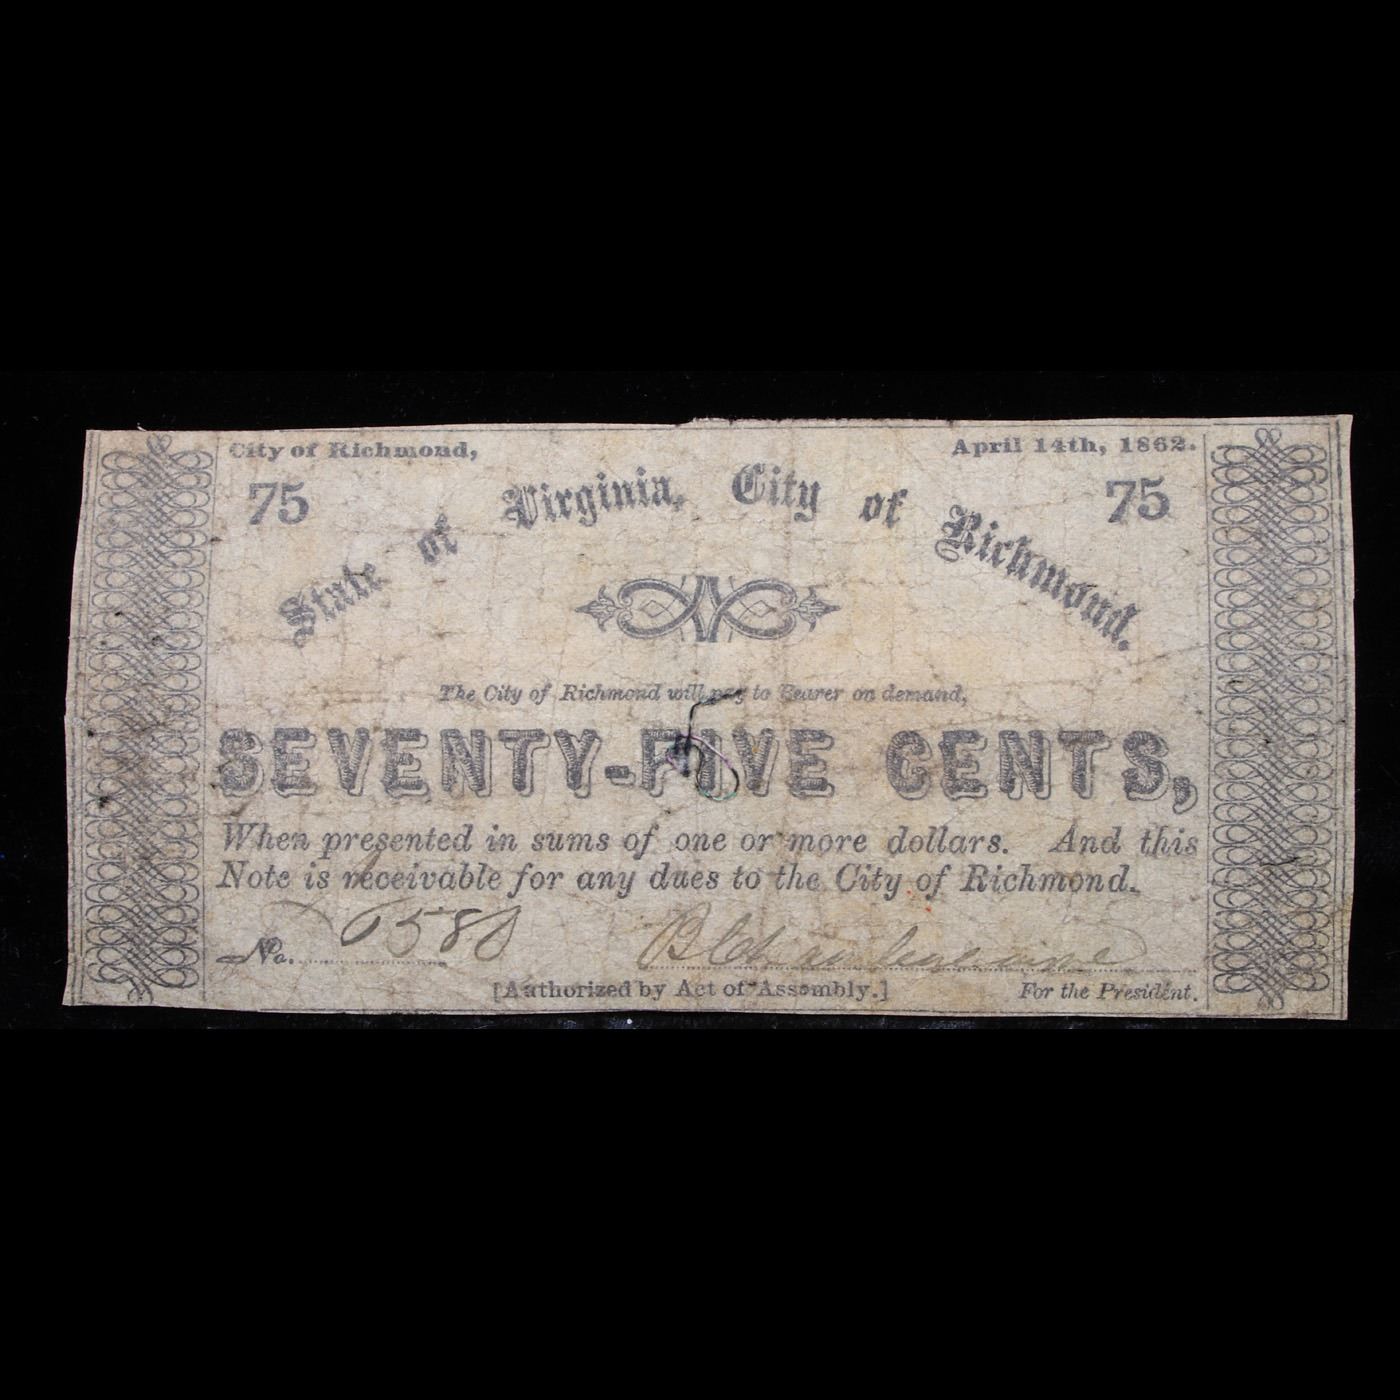 City of Richmond, April 14th, 1862.
75 75
State of Virginia, City of Richmond.
The City of Richmond will pay to Bearer on demand,
SEVENTY-FIVE CENTS,
When presented in sums of one or more dollars. And this
Note is receivable for any dues to the City of Richmond.
No. 6580
[Authorized by Act of Assembly.] For the President.